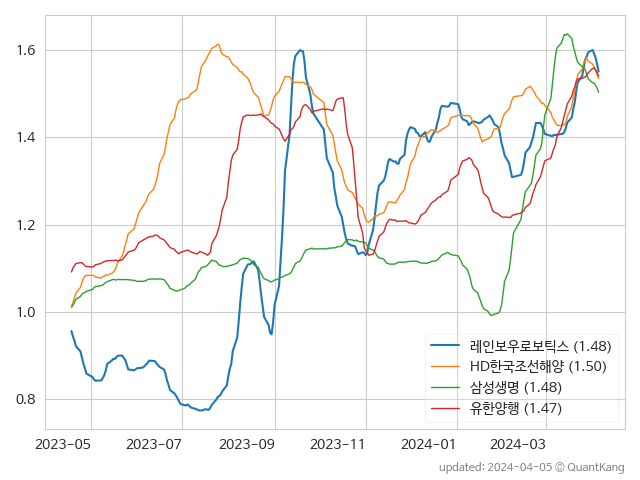 1.6
1.4
1.2
1.0
0.8
레인보우로보틱스 (1.48)
HD한국조선해양 (1.50)
삼성생명 (1.48)
유한양행 (1.47)
2023-05 2023-07 2023-09 2023-11 2024-01 2024-03
updated: 2024-04-05 © QuantKang